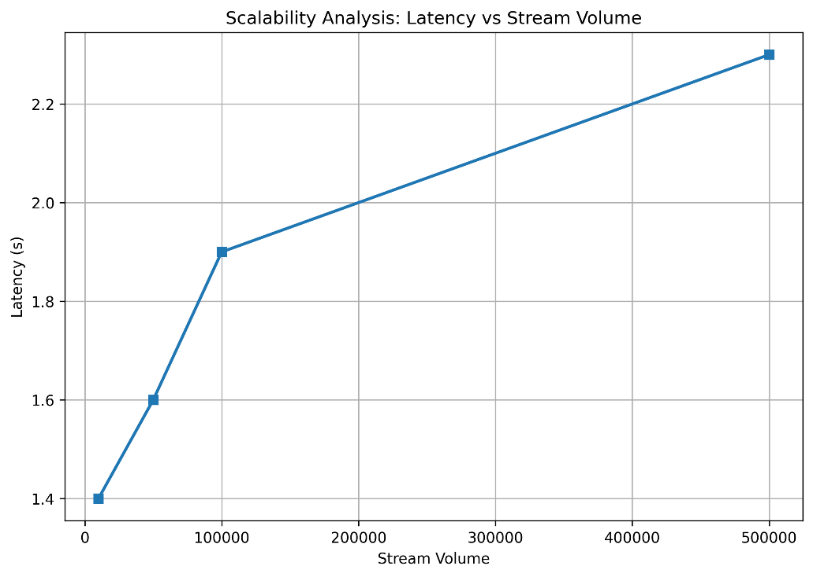 Scalability Analysis: Latency vs Stream Volume
2.2
2.0
1.8
1.6
1.4
Latency (s)
0 100000 200000 300000 400000 500000
Stream Volume